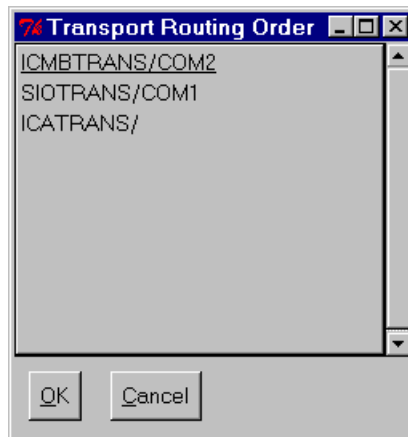 Transport Routing Order
ICMBTRANS/COM2
SIOTRANS/COM1
ICATRANS/
OK
Cancel